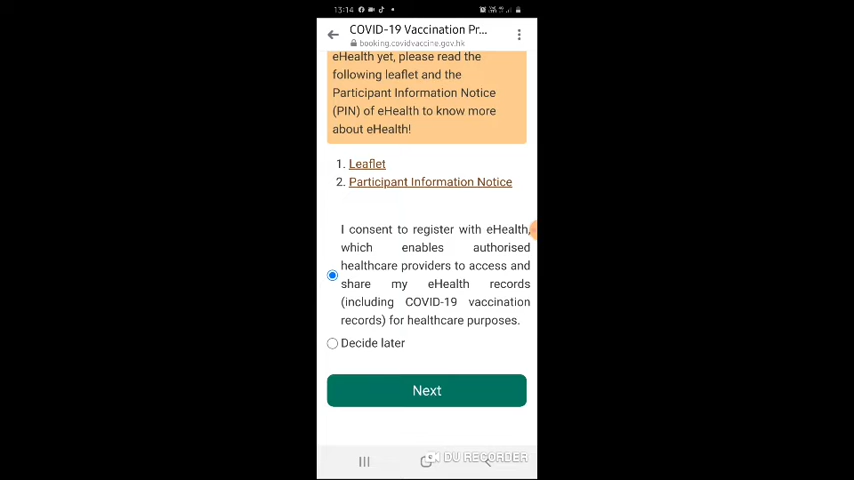 13:14
COVID-19 Vaccination Pr...
booking.covidvaccine.gov.hk
eHealth yet, please read the
following leaflet and the
Participant Information Notice
(PIN) of eHealth to know more
about eHealth!
1. Leaflet
2. Participant Information Notice
I consent to register with eHealth,
which enables authorised
healthcare providers to access and
share my eHealth records
(including COVID-19 vaccination
records) for healthcare purposes.
Decide later
Next
DU RECORDER